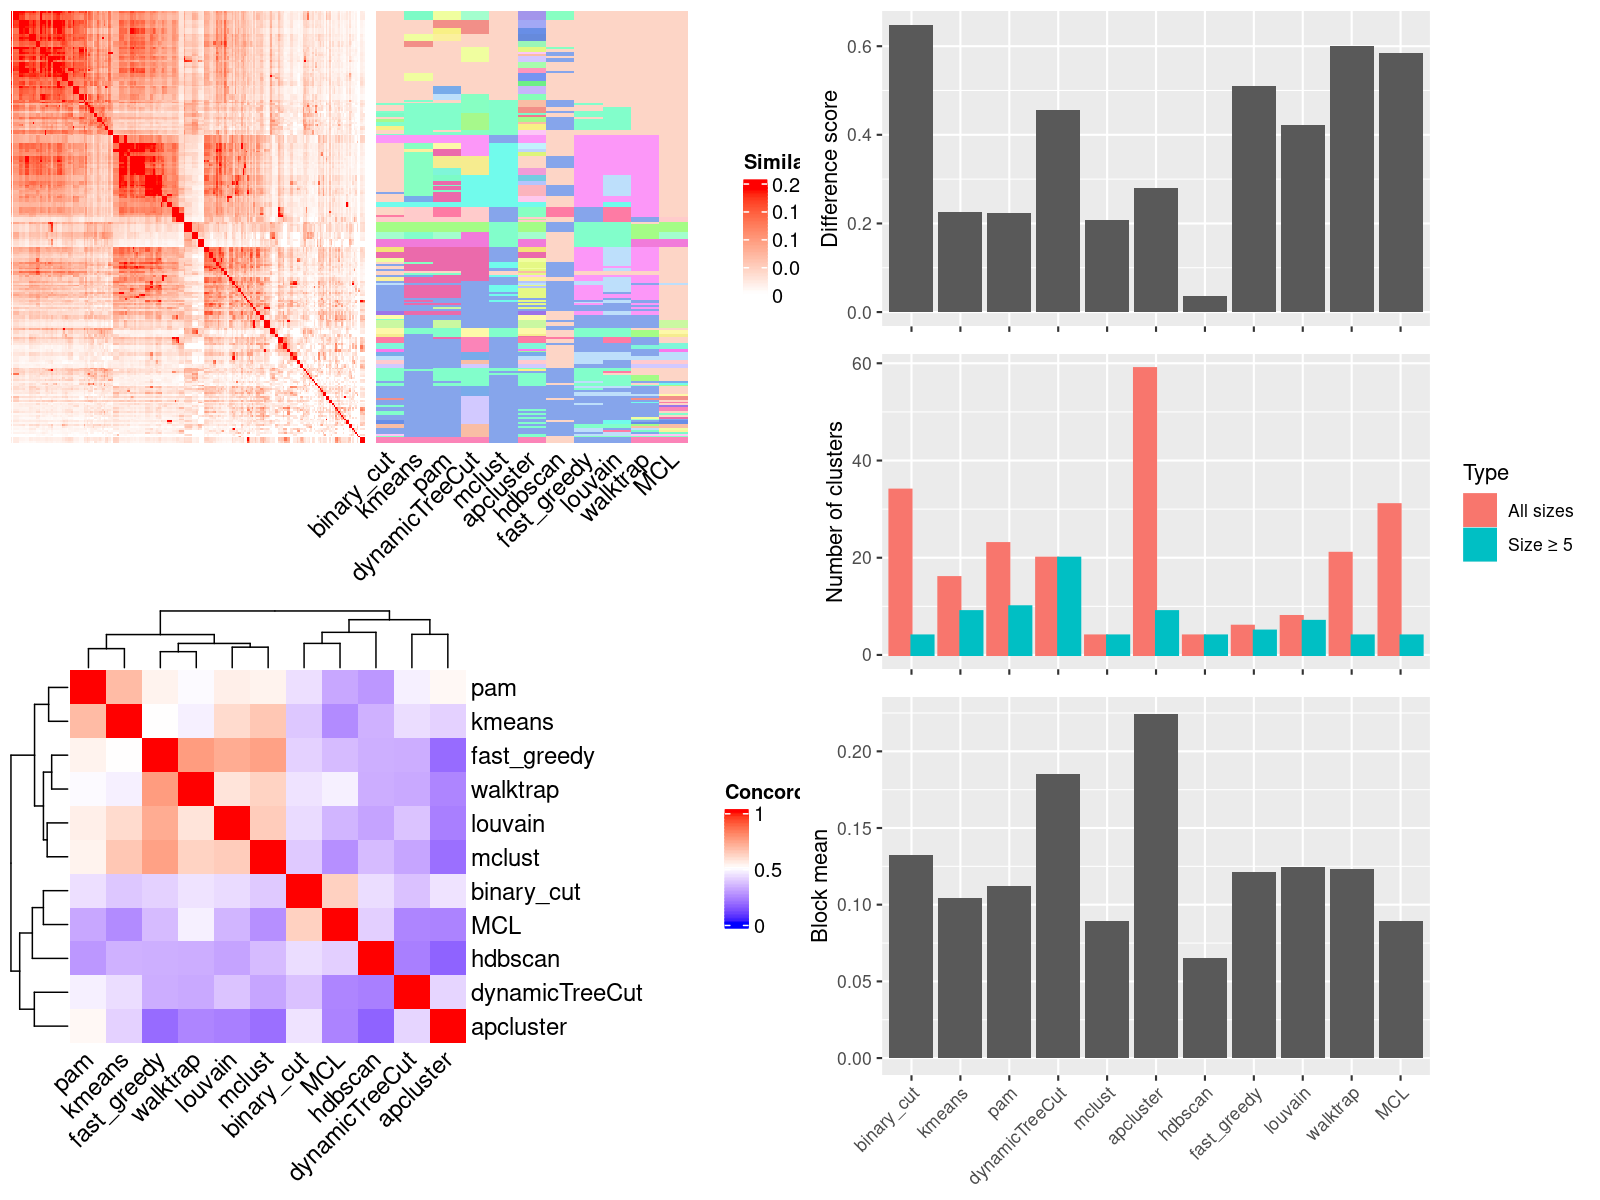 Simila
0.2
0.1
0.1
0.0
0
binary_cut
kmeans
pam
dynamicTreeCut
mclust
apcluster
hdbscan
fast_greedy
louvain
walktrap
MCL
pam
kmeans
fast_greedy
walktrap
louvain
mclust
binary_cut
MCL
hdbscan
dynamicTreeCut
apcluster
pam
kmeans
fast_greedy
walktrap
louvain
mclust
binary_cut
MCL
hdbscan
dynamicTreeCut
apcluster
Concord
1
0.5
0
Difference score
0.6
0.4
0.2
0.0
Number of clusters
60
40
20
0
Type
All sizes
Size ≥ 5
Block mean
0.20
0.15
0.10
0.05
0.00
binary_cut
kmeans
pam
dynamicTreeCut
mclust
apcluster
hdbscan
fast_greedy
louvain
walktrap
MCL